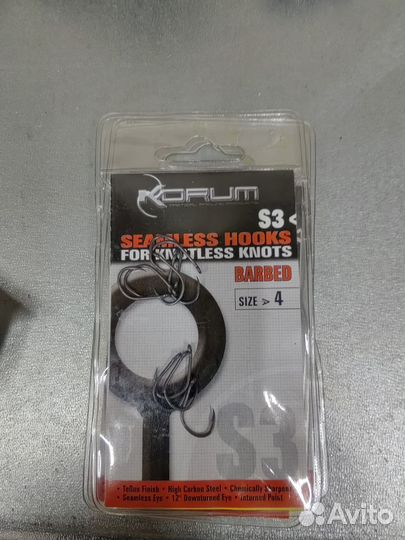 KORUM
S3
SEAMLESS HOOKS
FOR KNOTLESS KNOTS
BARBED
SIZE > 4
S3
• Teflon Finish • High Carbon Steel • Chemically Sharpened
• Seamless Eye • 12° Downturned Eye • Inturned Point
Avito